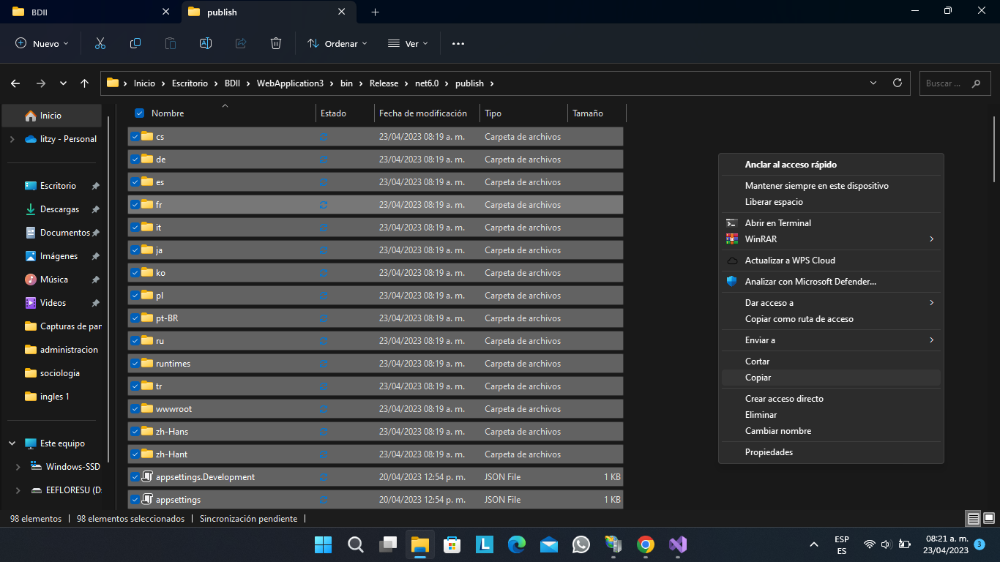 BDII
publish
Nuevo
Ordenar
Ver
Inicio > Escritorio > BDII > WebApplication3 > bin > Release > net6.0 > publish >
Buscar ...
Inicio
litzy - Personal
Escritorio
Descargas
Documentos
Imágenes
Música
Videos
Capturas de pan
administracion
sociologia
ingles 1
Este equipo
Windows-SSD
EEFLORESU (D:
Nombre Estado Fecha de modificación Tipo Tamaño
cs 23/04/2023 08:19 a. m. Carpeta de archivos
de 23/04/2023 08:19 a. m. Carpeta de archivos
es 23/04/2023 08:19 a. m. Carpeta de archivos
fr 23/04/2023 08:19 a. m. Carpeta de archivos
it 23/04/2023 08:19 a. m. Carpeta de archivos
ja 23/04/2023 08:19 a. m. Carpeta de archivos
ko 23/04/2023 08:19 a. m. Carpeta de archivos
pl 23/04/2023 08:19 a. m. Carpeta de archivos
pt-BR 23/04/2023 08:19 a. m. Carpeta de archivos
ru 23/04/2023 08:19 a. m. Carpeta de archivos
runtimes 23/04/2023 08:19 a. m. Carpeta de archivos
tr 23/04/2023 08:19 a. m. Carpeta de archivos
wwwroot 23/04/2023 08:19 a. m. Carpeta de archivos
zh-Hans 23/04/2023 08:19 a. m. Carpeta de archivos
zh-Hant 23/04/2023 08:19 a. m. Carpeta de archivos
appsettings.Development 20/04/2023 12:54 p. m. JSON File 1 KB
appsettings 20/04/2023 12:54 p. m. JSON File 1 KB
Anclar al acceso rápido
Mantener siempre en este dispositivo
Liberar espacio
Abrir en Terminal
WinRAR
Actualizar a WPS Cloud
Analizar con Microsoft Defender...
Dar acceso a
Copiar como ruta de acceso
Enviar a
Cortar
Copiar
Crear acceso directo
Eliminar
Cambiar nombre
Propiedades
98 elementos | 98 elementos seleccionados | Sincronización pendiente |
L
ESP
ES
08:21 a. m.
23/04/2023
3